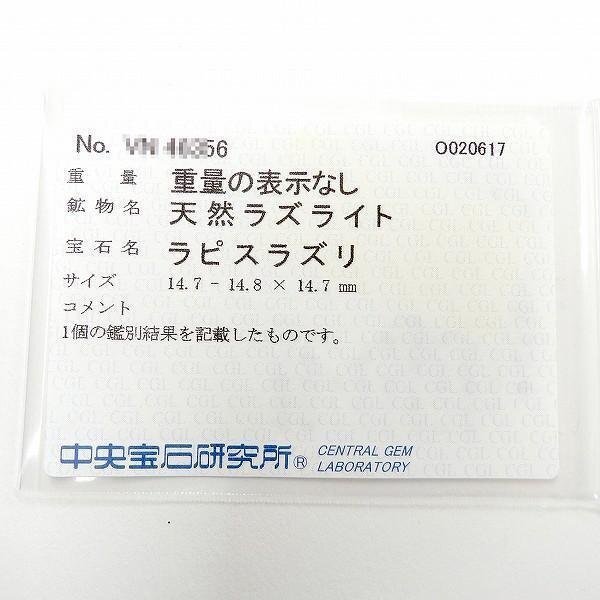 No. 56 O020617
重量 重量の表示なし
鉱物名 天然ラズライト
宝石名 ラピスラズリ
サイズ 14.7 - 14.8 × 14.7 mm
コメント
1個の鑑別結果を記載したものです。
中央宝石研究所® CENTRAL GEM
LABORATORY